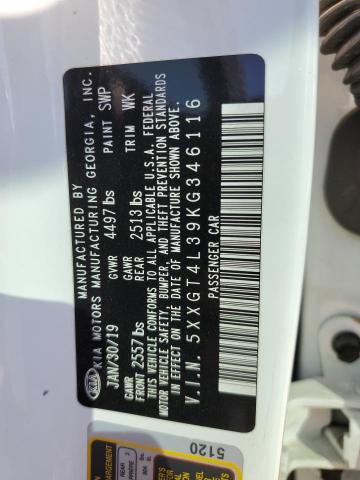 MANUFACTURED BY
KIA KIA MOTORS MANUFACTURING GEORGIA, INC.
JAN/30/19 GVWR 4497 lbs PAINT SWP
GAWR FRONT 2557 lbs GAWR REAR 2513 lbs TRIM WK
THIS VEHICLE CONFORMS TO ALL APPLICABLE U.S.A. FEDERAL
MOTOR VEHICLE SAFETY, BUMPER, AND THEFT PREVENTION STANDARDS
IN EFFECT ON THE DATE OF MANUFACTURE SHOWN ABOVE.
V.I.N. 5XXGT4L39KG346116
PASSENGER CAR
5120
REAR